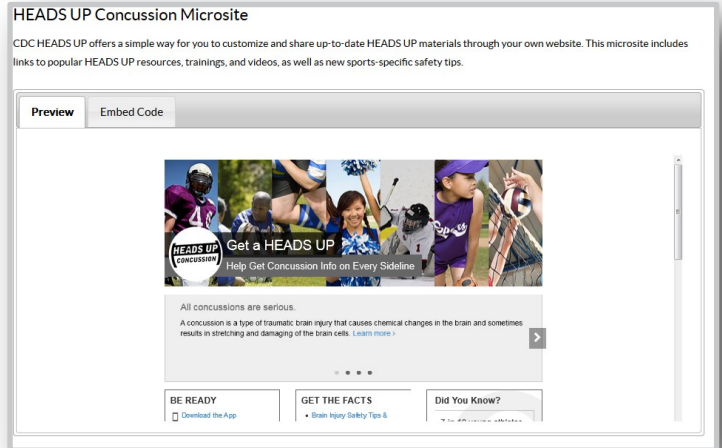 HEADS UP Concussion Microsite
CDC HEADS UP offers a simple way for you to customize and share up-to-date HEADS UP materials through your own website. This microsite includes
links to popular HEADS UP resources, trainings, and videos, as well as new sports-specific safety tips.
Preview
Embed Code
HEADS UP
CONCUSSION
Get a HEADS UP
Help Get Concussion Info on Every Sideline
All concussions are serious.
A concussion is a type of traumatic brain injury that causes chemical changes in the brain and sometimes
results in stretching and damaging of the brain cells. Learn more >
BE READY
Download the App
GET THE FACTS
• Brain Injury Safety Tips &
Did You Know?